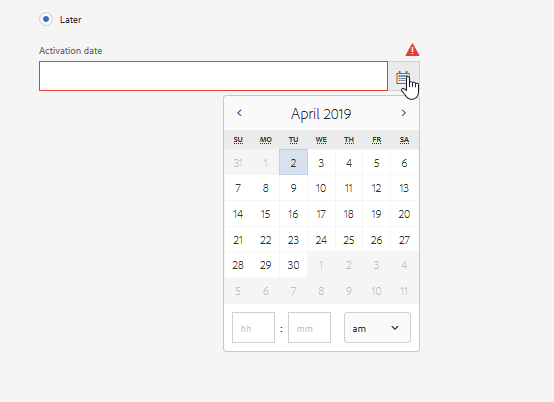 Later
Activation date
April 2019
SU MO TU WE TH FR SA
31 1 2 3 4 5 6
7 8 9 10 11 12 13
14 15 16 17 18 19 20
21 22 23 24 25 26 27
28 29 30 1 2 3 4
5 6 7 8 9 10 11
hh : mm am